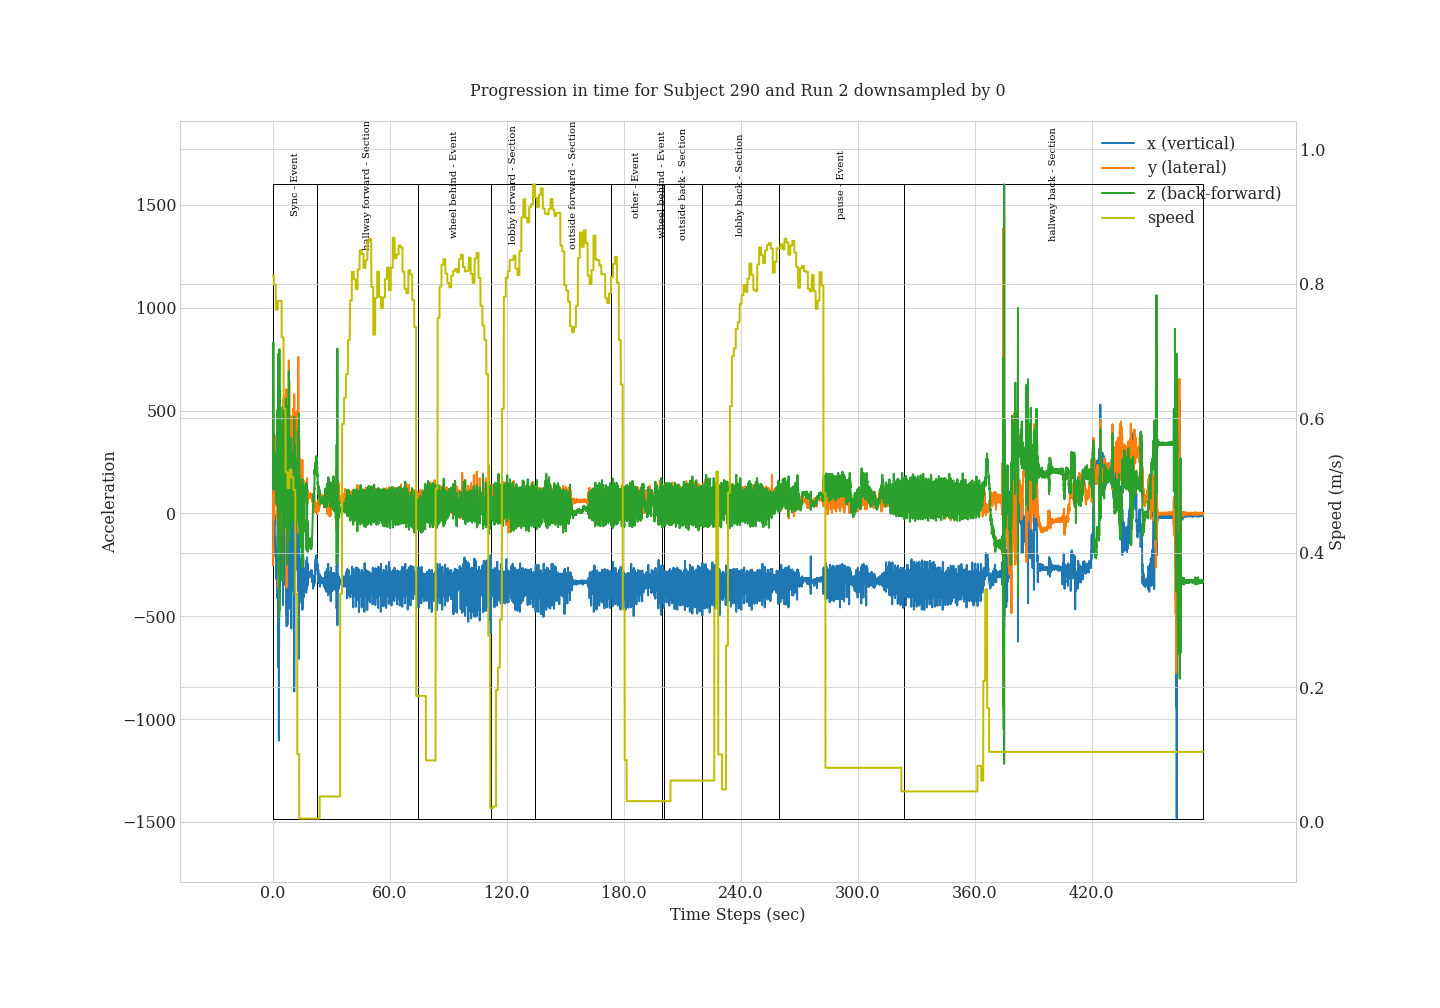 Progression in time for Subject 290 and Run 2 downsampled by 0
Sync - Event
hallway forward - Section
wheel behind - Event
lobby forward - Section
outside forward - Section
other - Event
wheel behind - Event
outside back - Section
lobby back - Section
pause - Event
hallway back - Section
x (vertical)
y (lateral)
z (back-forward)
speed
Acceleration
1500
1000
500
0
−500
−1000
−1500
1.0
0.8
0.6
0.4
0.2
0.0
Speed (m/s)
0.0 60.0 120.0 180.0 240.0 300.0 360.0 420.0
Time Steps (sec)